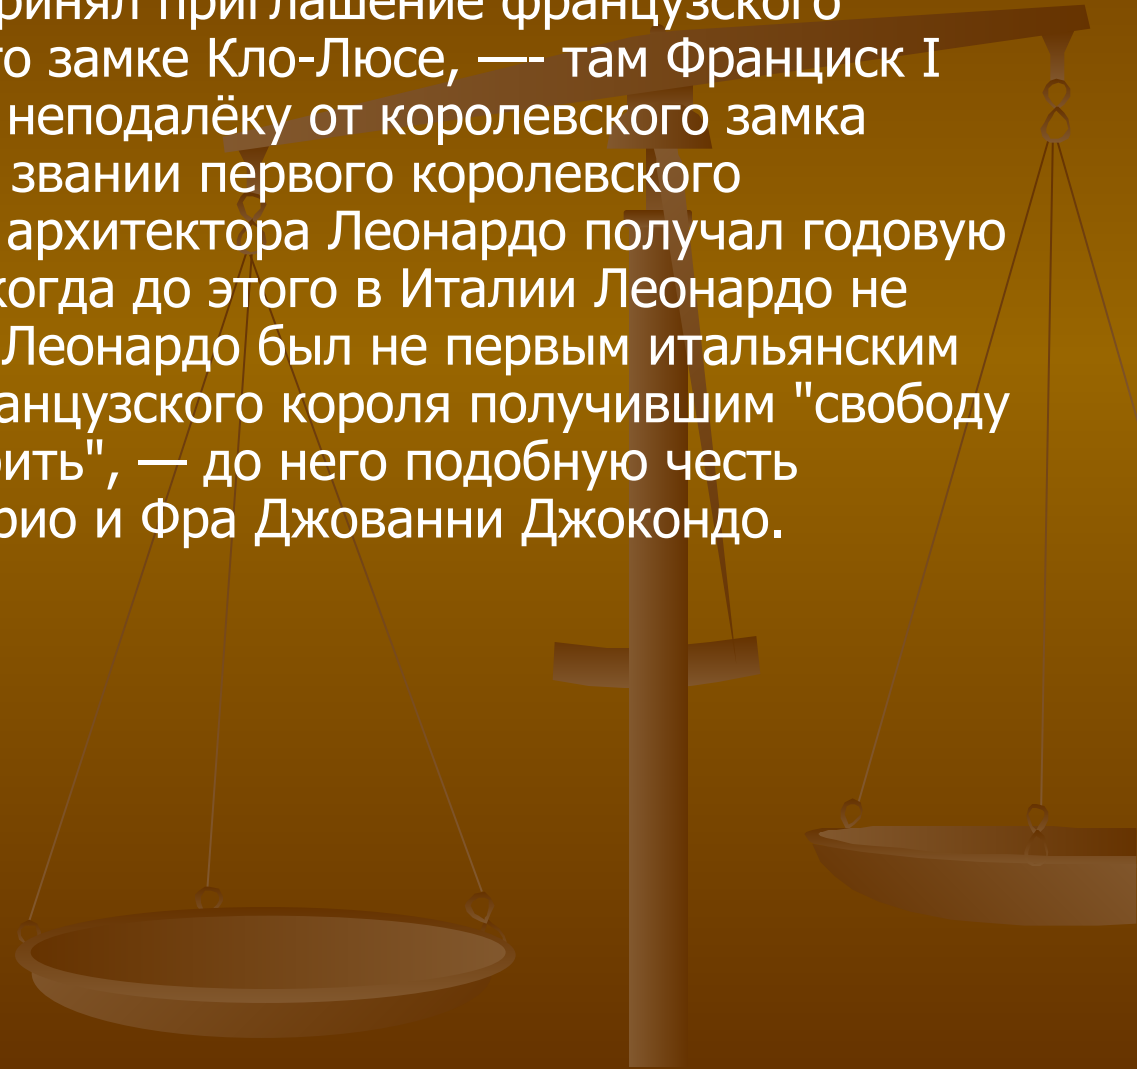 ринял приглашение французского
го замке Кло-Люсе, —- там Франциск I
неподалёку от королевского замка
звании первого королевского
архитектора Леонардо получал годовую
когда до этого в Италии Леонардо не
Леонардо был не первым итальянским
анцузского короля получившим "свободу
рить", — до него подобную честь
рио и Фра Джованни Джокондо.